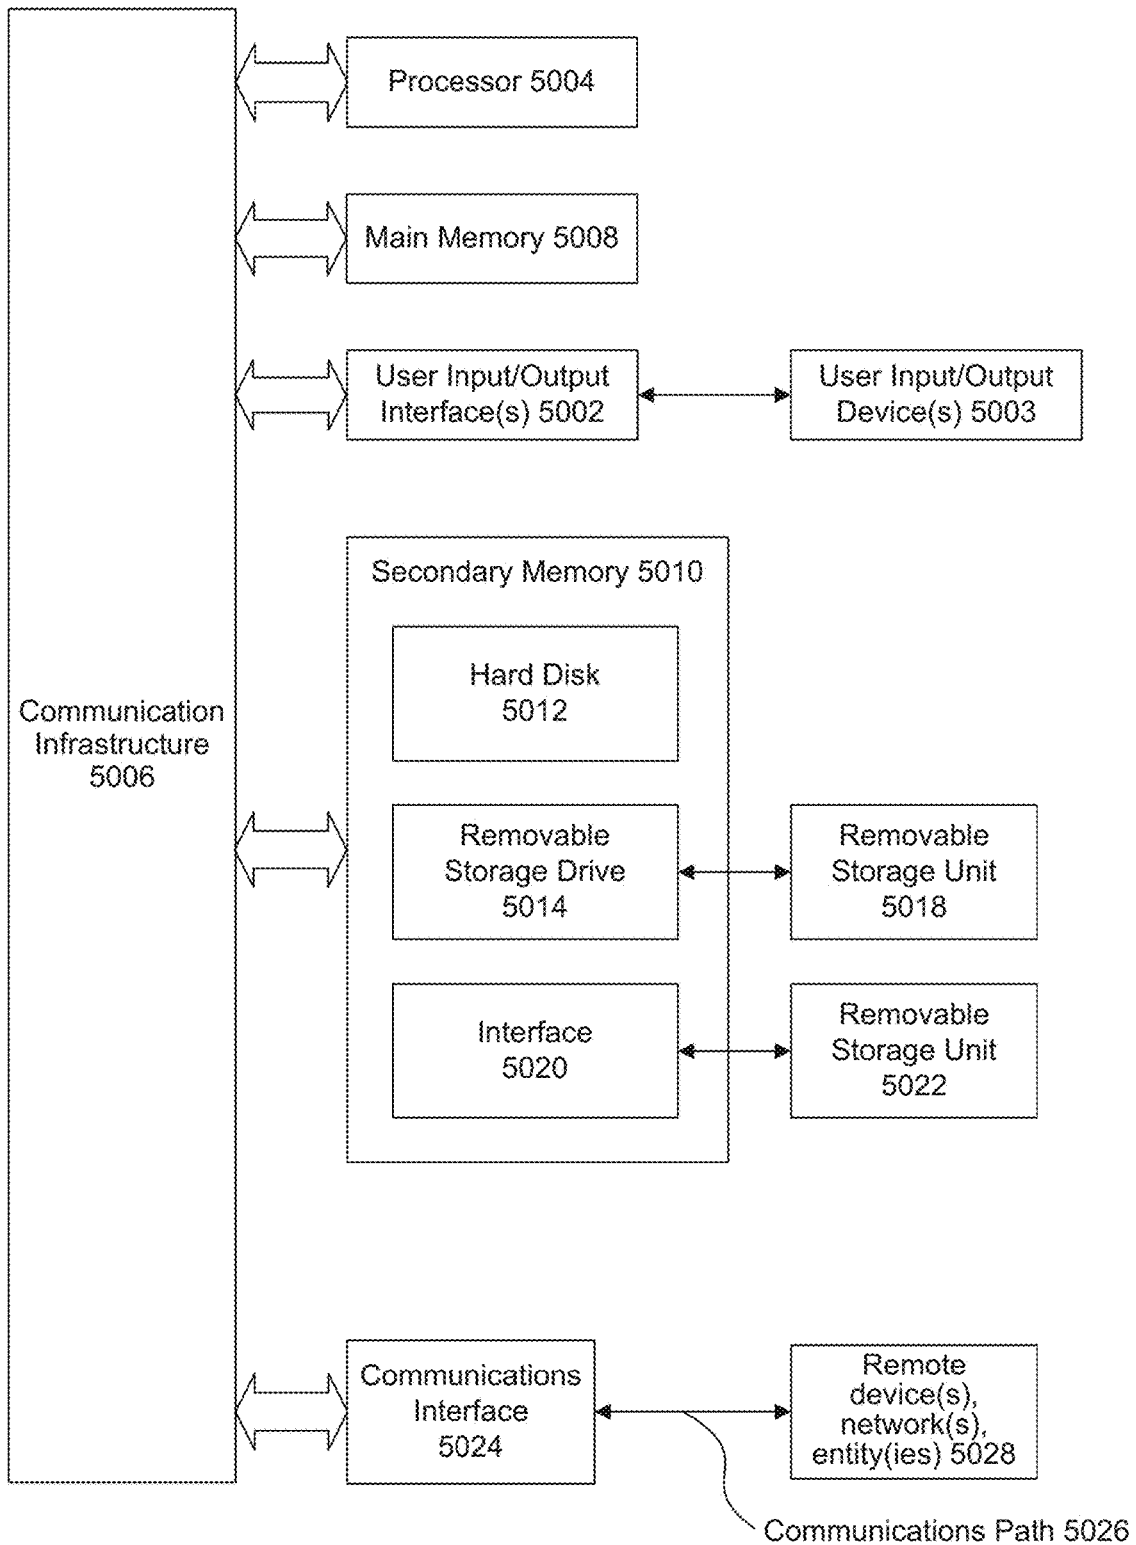 Processor 5004
Main Memory 5008
User Input/Output
Interface(s) 5002
User Input/Output
Device(s) 5003
Secondary Memory 5010
Hard Disk
5012
Communication
Infrastructure
5006
Removable
Storage Drive
5014
Removable
Storage Unit
5018
Interface
5020
Removable
Storage Unit
5022
Communications
Interface
5024
Remote
device(s),
network(s),
entity(ies) 5028
Communications Path 5026